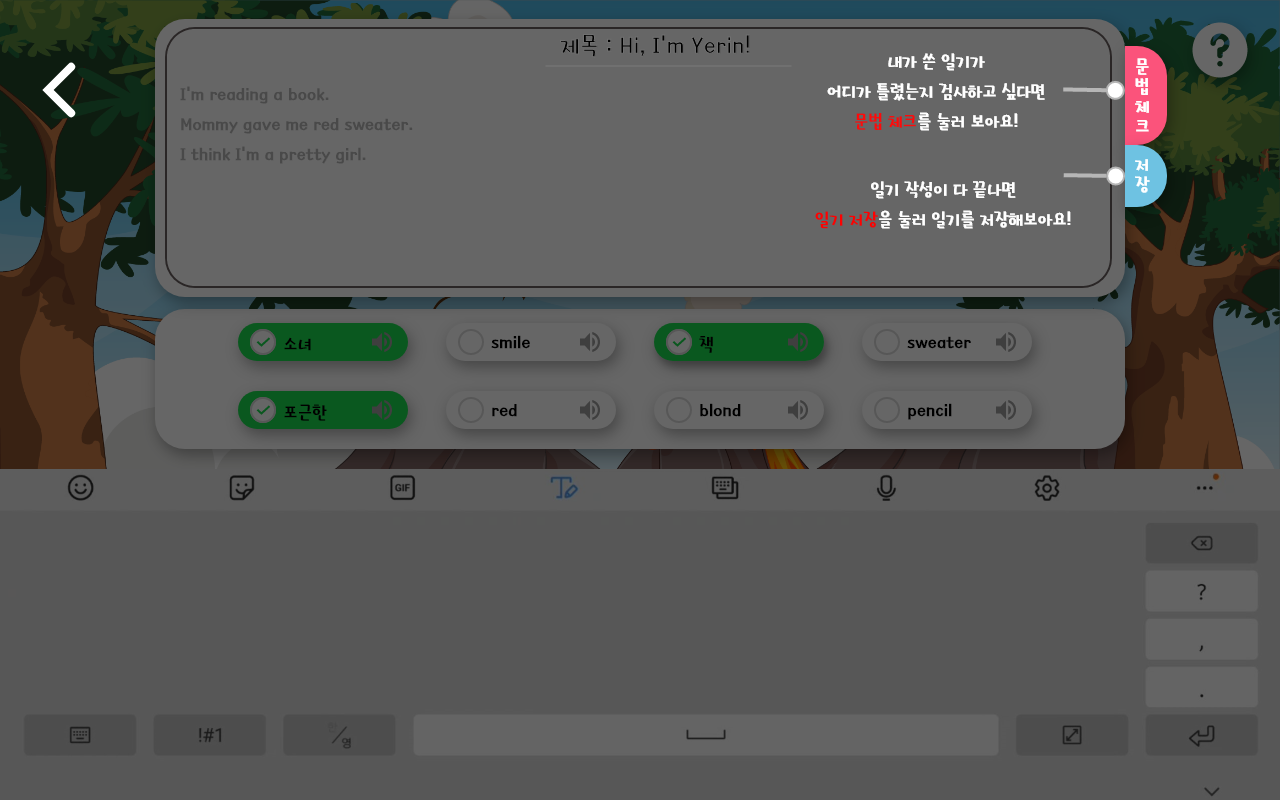 제목 : Hi, I'm Yerin!
I'm reading a book.
Mommy gave me red sweater.
I think I'm a pretty girl.
내가 쓴 일기가
어디가 틀렸는지 검사하고 싶다면
문법 체크를 눌러 보아요!
일기 작성이 다 끝나면
일기 저장을 눌러 일기를 저장해보아요!
?
문법체크
저장
소녀
smile
책
sweater
포근한
red
blond
pencil
GIF
?
,
.
!#1
영